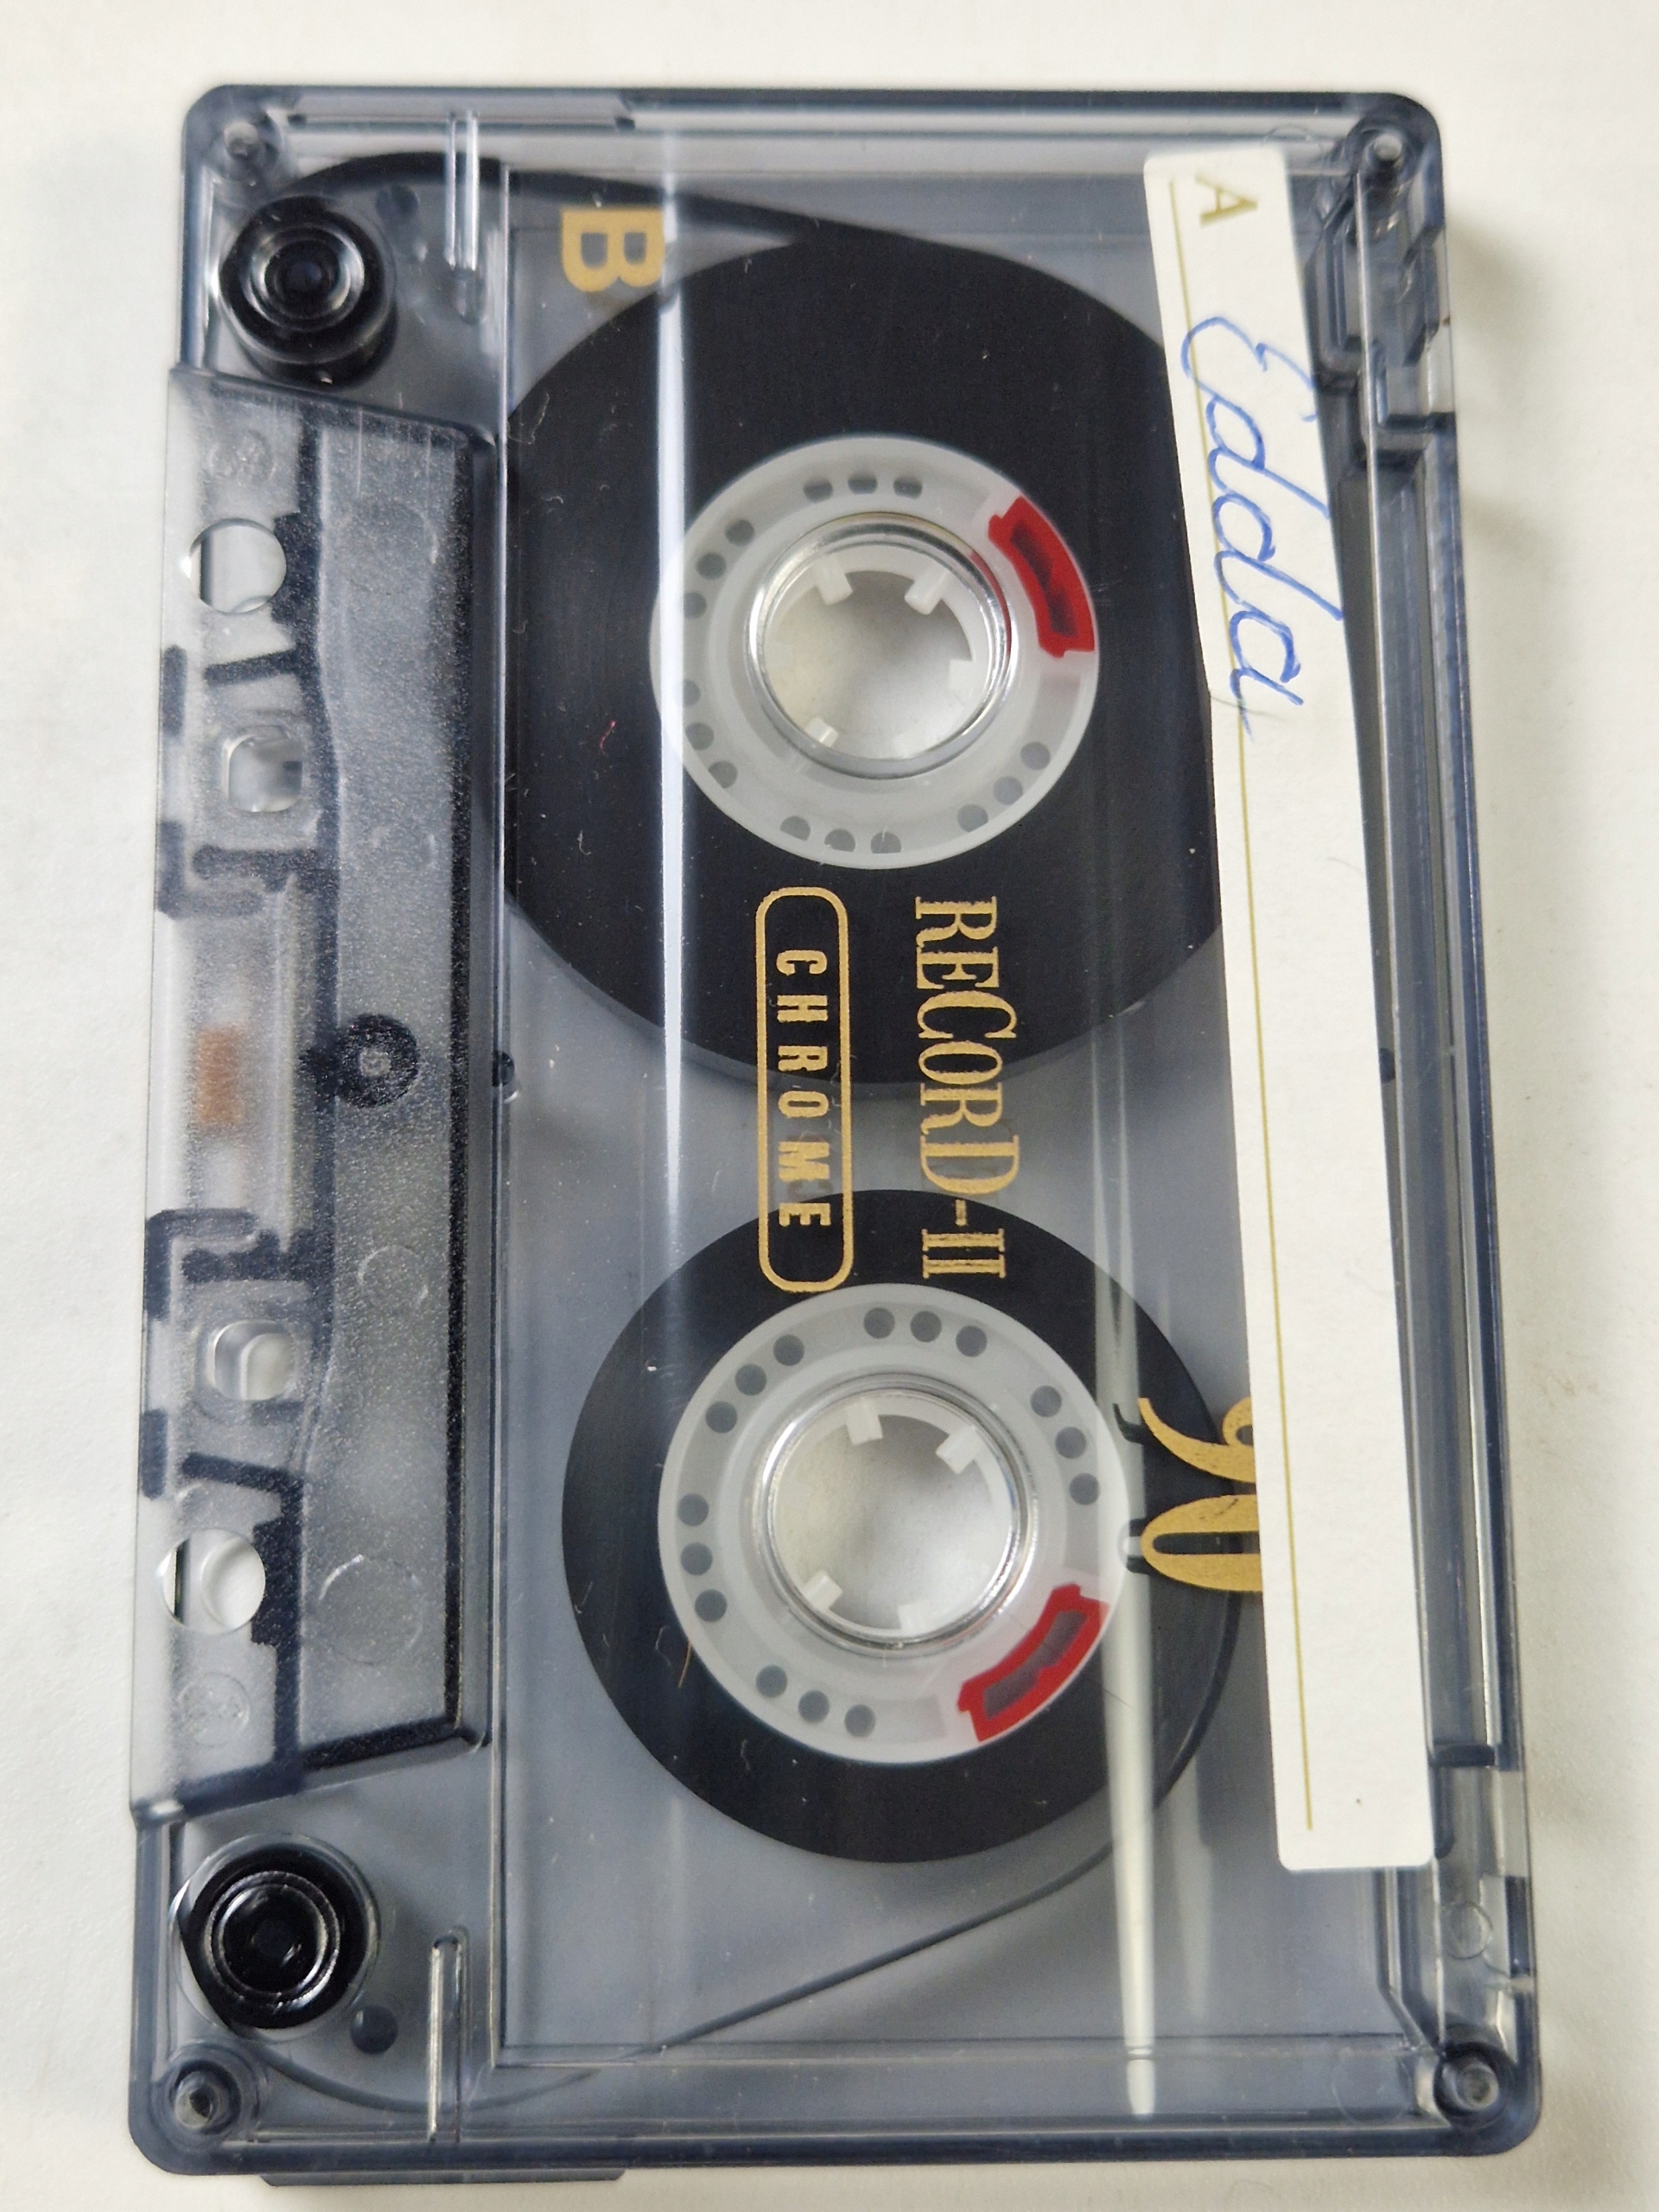 A
Edda
B
RECORD-II
90
CHROME